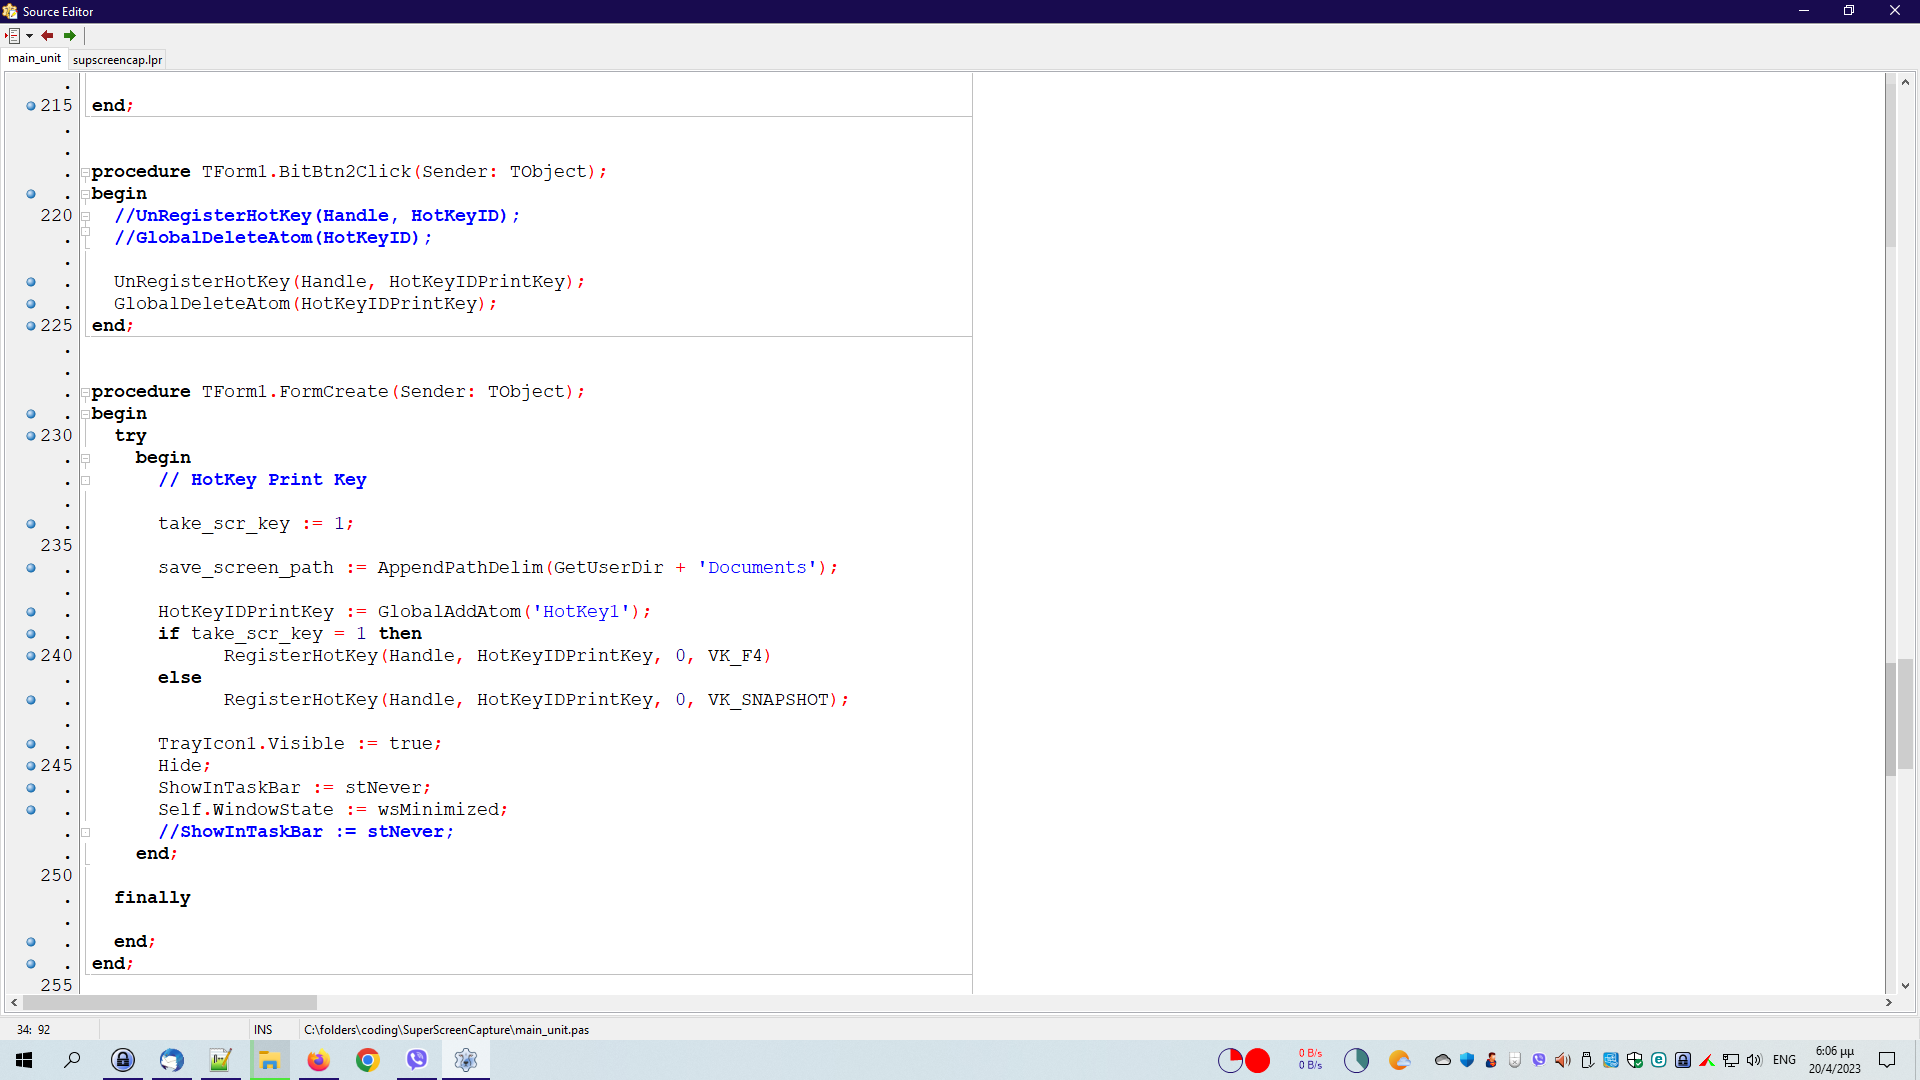 Source Editor
main_unit
supscreencap.lpr
.
215 end;
.
.
. procedure TForm1.BitBtn2Click(Sender: TObject);
. begin
220 //UnRegisterHotKey(Handle, HotKeyID);
. //GlobalDeleteAtom(HotKeyID);
.
. UnRegisterHotKey(Handle, HotKeyIDPrintKey);
. GlobalDeleteAtom(HotKeyIDPrintKey);
225 end;
.
.
. procedure TForm1.FormCreate(Sender: TObject);
. begin
230 try
. begin
. // HotKey Print Key
.
. take_scr_key := 1;
235
. save_screen_path := AppendPathDelim(GetUserDir + 'Documents');
.
. HotKeyIDPrintKey := GlobalAddAtom('HotKey1');
. if take_scr_key = 1 then
240 RegisterHotKey(Handle, HotKeyIDPrintKey, 0, VK_F4)
. else
. RegisterHotKey(Handle, HotKeyIDPrintKey, 0, VK_SNAPSHOT);
.
. TrayIcon1.Visible := true;
245 Hide;
. ShowInTaskBar := stNever;
. Self.WindowState := wsMinimized;
. //ShowInTaskBar := stNever;
. end;
250
. finally
.
. end;
. end;
255
34: 92
INS
C:\folders\coding\SuperScreenCapture\main_unit.pas
0 B/s
0 B/s
ENG
6:06 μμ
20/4/2023